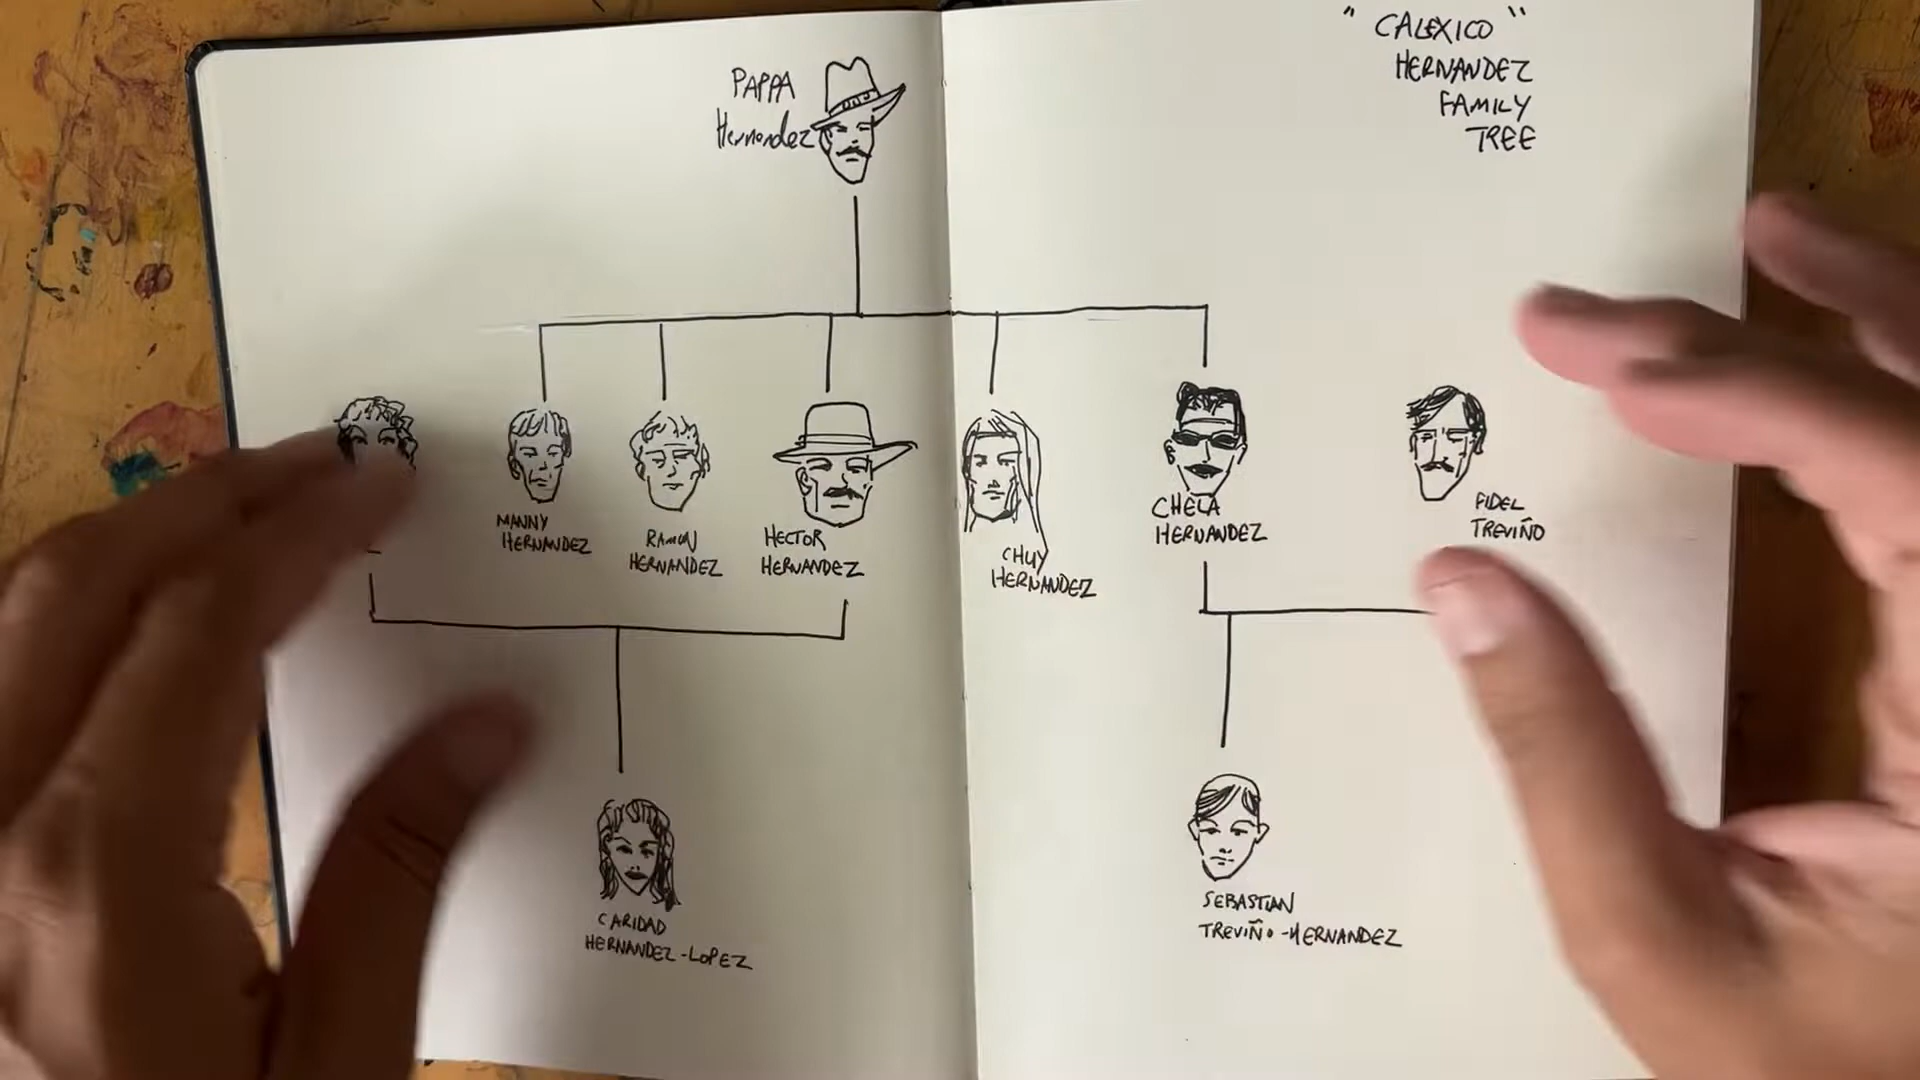 " CALEXICO "
HERNANDEZ
FAMILY
TREE
PAPPA
Hernandez
MANNY
HERNANDEZ
RAMON
HERNANDEZ
HECTOR
HERNANDEZ
CHUY
HERNANDEZ
CHELA
HERNANDEZ
FIDEL
TREVIÑO
CARIDAD
HERNANDEZ-LOPEZ
SEBASTIAN
TREVIÑO-HERNANDEZ